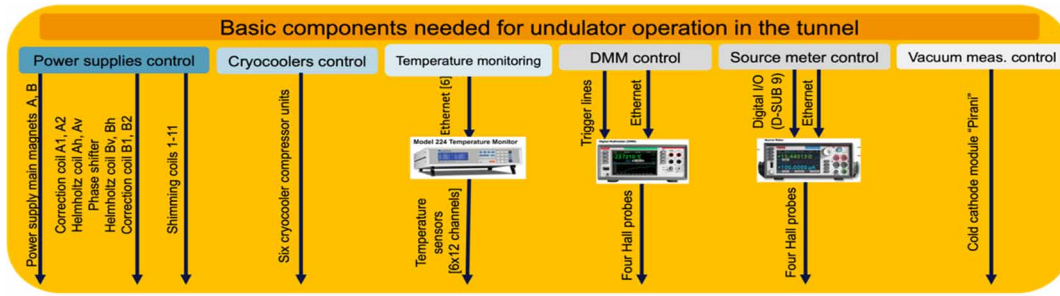 Basic components needed for undulator operation in the tunnel
Power supplies control
Cryocoolers control
Temperature monitoring
DMM control
Source meter control
Vacuum meas. control
Power supply main magnets A, B
Correction coil A1, A2
Helmholtz coil Ah, Av
Phase shifter
Helmholtz coil Bv, Bh
Correction coil B1, B2
Shimming coils 1-11
Six cryocooler compressor units
Ethernet [6]
Model 224 Temperature Monitor
Temperature
sensors
[6x12 channels]
Trigger lines
Ethernet
Four Hall probes
Digital I/O
(D-SUB 9)
Ethernet
Four Hall probes
Cold cathode module "Pirani"